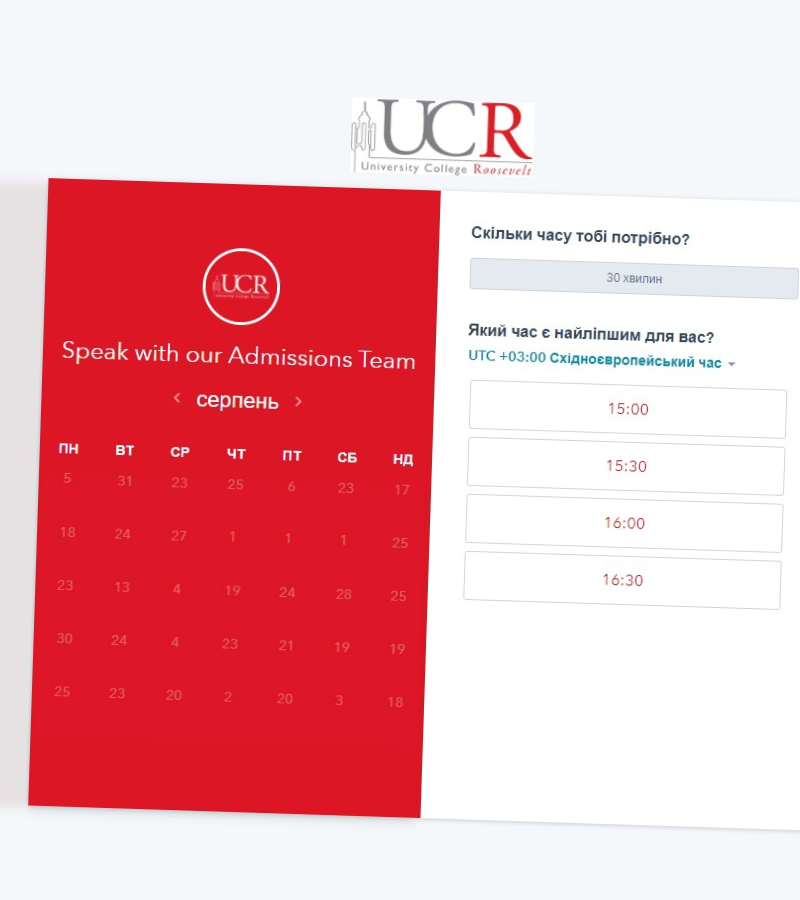 UCR
University College Roosevelt
UCR
University College Roosevelt
Speak with our Admissions Team
серпень
ПН ВТ СР ЧТ ПТ СБ НД
5 31 23 25 6 23 17
18 24 27 1 1 1 25
23 13 4 19 24 28 25
30 24 4 23 21 19 19
25 23 20 2 20 3 18
Скільки часу тобі потрібно?
30 хвилин
Який час є найліпшим для вас?
UTC +03:00 Східноєвропейський час
15:00
15:30
16:00
16:30